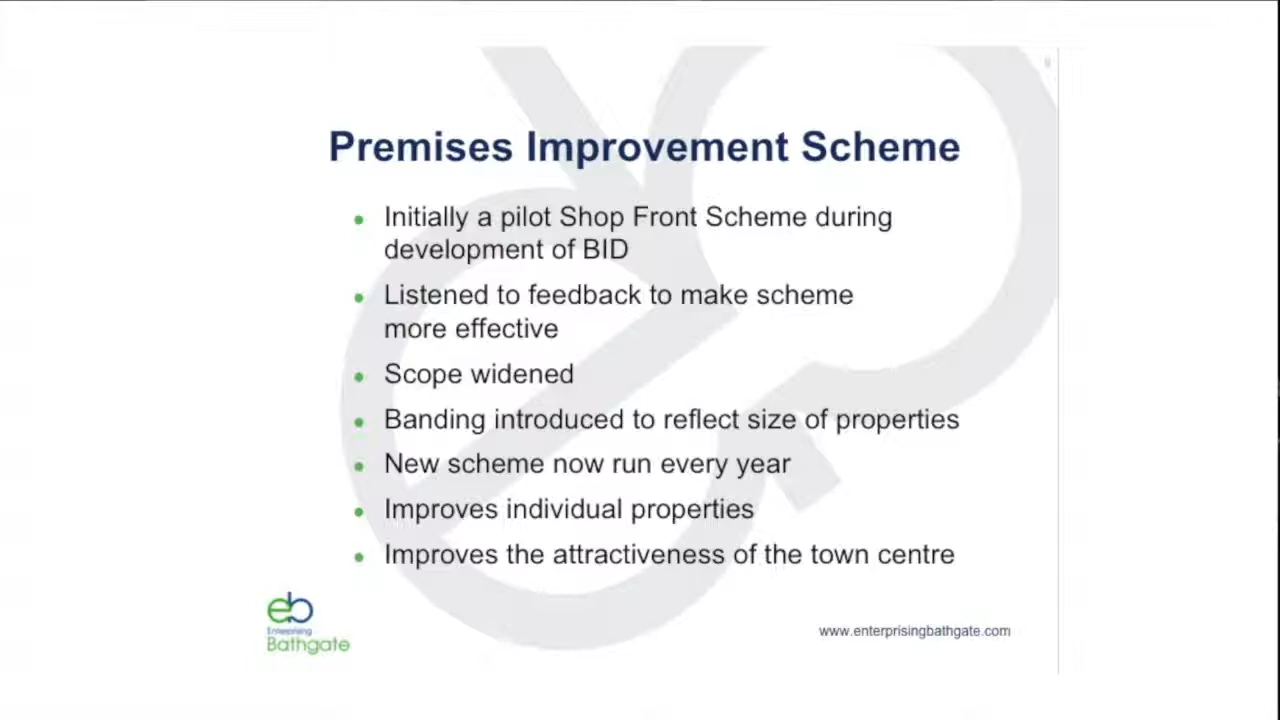 Premises Improvement Scheme
Initially a pilot Shop Front Scheme during
development of BID
Listened to feedback to make scheme
more effective
Scope widened
Banding introduced to reflect size of properties
New scheme now run every year
Improves individual properties
Improves the attractiveness of the town centre
eb
Enterprising
Bathgate
www.enterprisingbathgate.com